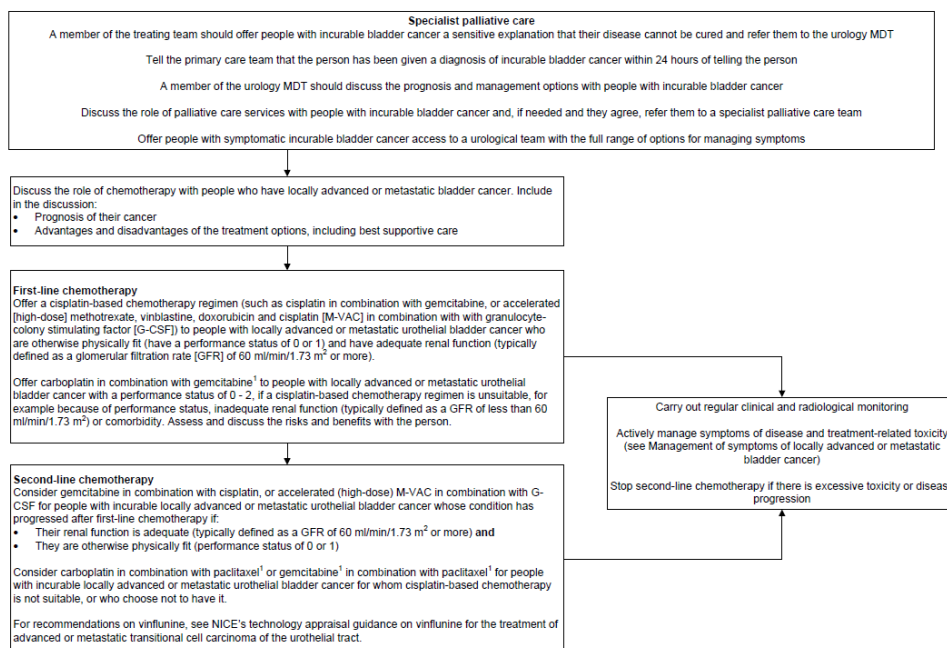 Specialist palliative care
A member of the treating team should offer people with incurable bladder cancer a sensitive explanation that their disease cannot be cured and refer them to the urology MDT
Tell the primary care team that the person has been given a diagnosis of incurable bladder cancer within 24 hours of telling the person
A member of the urology MDT should discuss the prognosis and management options with people with incurable bladder cancer
Discuss the role of palliative care services with people with incurable bladder cancer and, if needed and they agree, refer them to a specialist palliative care team
Offer people with symptomatic incurable bladder cancer access to a urological team with the full range of options for managing symptoms
Discuss the role of chemotherapy with people who have locally advanced or metastatic bladder cancer. Include
in the discussion:
• Prognosis of their cancer
• Advantages and disadvantages of the treatment options, including best supportive care
First-line chemotherapy
Offer a cisplatin-based chemotherapy regimen (such as cisplatin in combination with gemcitabine, or accelerated
[high-dose] methotrexate, vinblastine, doxorubicin and cisplatin [M-VAC] in combination with with granulocyte-
colony stimulating factor [G-CSF]) to people with locally advanced or metastatic urothelial bladder cancer who
are otherwise physically fit (have a performance status of 0 or 1) and have adequate renal function (typically
defined as a glomerular filtration rate [GFR] of 60 ml/min/1.73 m² or more).
Offer carboplatin in combination with gemcitabine¹ to people with locally advanced or metastatic urothelial
bladder cancer with a performance status of 0 - 2, if a cisplatin-based chemotherapy regimen is unsuitable, for
example because of performance status, inadequate renal function (typically defined as a GFR of less than 60
ml/min/1.73 m²) or comorbidity. Assess and discuss the risks and benefits with the person.
Second-line chemotherapy
Consider gemcitabine in combination with cisplatin, or accelerated (high-dose) M-VAC in combination with G-
CSF for people with incurable locally advanced or metastatic urothelial bladder cancer whose condition has
progressed after first-line chemotherapy if:
• Their renal function is adequate (typically defined as a GFR of 60 ml/min/1.73 m² or more) and
• They are otherwise physically fit (performance status of 0 or 1)
Consider carboplatin in combination with paclitaxel¹ or gemcitabine¹ in combination with paclitaxel¹ for people
with incurable locally advanced or metastatic urothelial bladder cancer for whom cisplatin-based chemotherapy
is not suitable, or who choose not to have it.
For recommendations on vinflunine, see NICE's technology appraisal guidance on vinflunine for the treatment of
advanced or metastatic transitional cell carcinoma of the urothelial tract.
Carry out regular clinical and radiological monitoring
Actively manage symptoms of disease and treatment-related toxicity
(see Management of symptoms of locally advanced or metastatic
bladder cancer)
Stop second-line chemotherapy if there is excessive toxicity or disease
progression